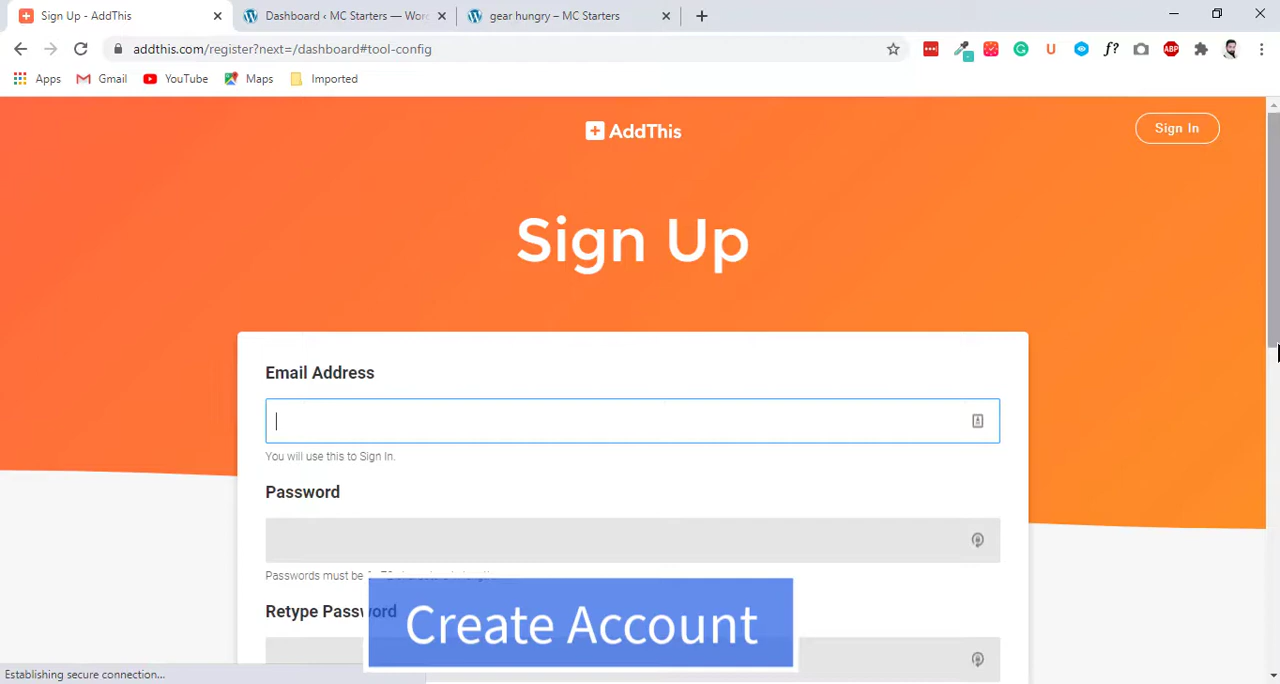 Sign Up - AddThis
Dashboard ‹ MC Starters — Wor
gear hungry – MC Starters
addthis.com/register?next=/dashboard#tool-config
Apps
Gmail
YouTube
Maps
Imported
AddThis
Sign In
Sign Up
Email Address
You will use this to Sign In.
Password
Passwords must be
Retype Password
Create Account
Establishing secure connection...